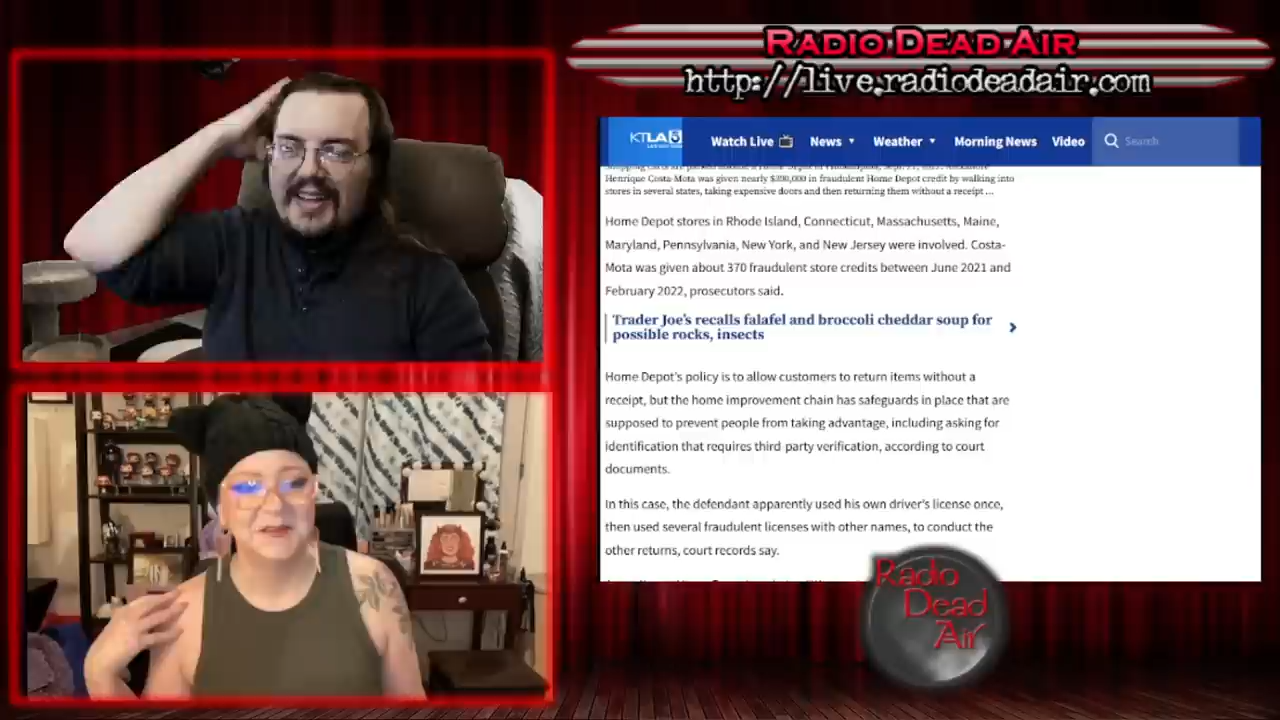 Radio Dead Air
http://live.radiodeadair.com
KTLA 5
Watch Live
News
Weather
Morning News
Video
Search
Henrique Costa-Mota was given nearly $300,000 in fraudulent Home Depot credit by walking into
stores in several states, taking expensive doors and then returning them without a receipt ...
Home Depot stores in Rhode Island, Connecticut, Massachusetts, Maine,
Maryland, Pennsylvania, New York, and New Jersey were involved. Costa-
Mota was given about 370 fraudulent store credits between June 2021 and
February 2022, prosecutors said.
Trader Joe's recalls falafel and broccoli cheddar soup for
possible rocks, insects
Home Depot's policy is to allow customers to return items without a
receipt, but the home improvement chain has safeguards in place that are
supposed to prevent people from taking advantage, including asking for
identification that requires third-party verification, according to court
documents.
In this case, the defendant apparently used his own driver's license once,
then used several fraudulent licenses with other names, to conduct the
other returns, court records say.
Radio
Dead
Air